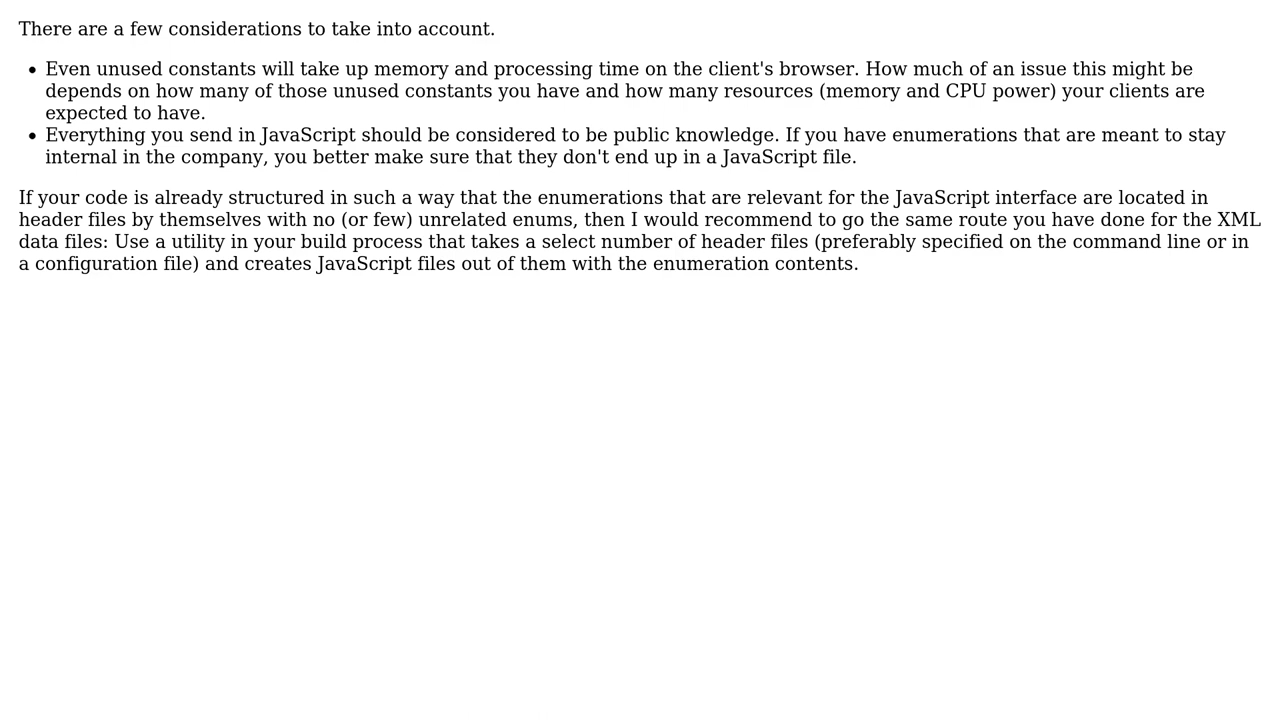 There are a few considerations to take into account.
• Even unused constants will take up memory and processing time on the client's browser. How much of an issue this might be
depends on how many of those unused constants you have and how many resources (memory and CPU power) your clients are
expected to have.
• Everything you send in JavaScript should be considered to be public knowledge. If you have enumerations that are meant to stay
internal in the company, you better make sure that they don't end up in a JavaScript file.
If your code is already structured in such a way that the enumerations that are relevant for the JavaScript interface are located in
header files by themselves with no (or few) unrelated enums, then I would recommend to go the same route you have done for the XML
data files: Use a utility in your build process that takes a select number of header files (preferably specified on the command line or in
a configuration file) and creates JavaScript files out of them with the enumeration contents.